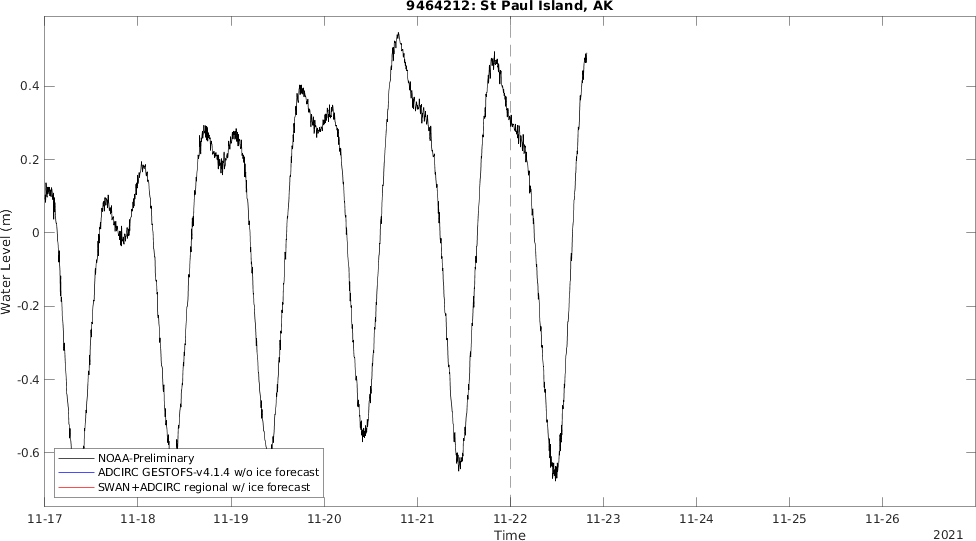 9464212: St Paul Island, AK
Water Level (m)
0.4
0.2
0
-0.2
-0.4
-0.6
NOAA-Preliminary
ADCIRC GESTOFS-v4.1.4 w/o ice forecast
SWAN+ADCIRC regional w/ ice forecast
11-17 11-18 11-19 11-20 11-21 11-22 11-23 11-24 11-25 11-26
Time
2021